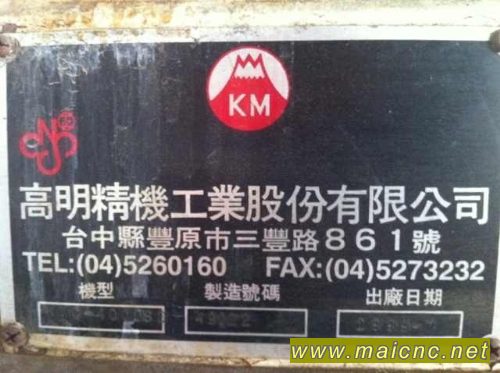 KM
高明精機工業股份有限公司
台中縣豐原市三豐路861號
TEL:(04)5260160 FAX:(04)5273232
機型 製造號碼 出廠日期
www.maicnc.net